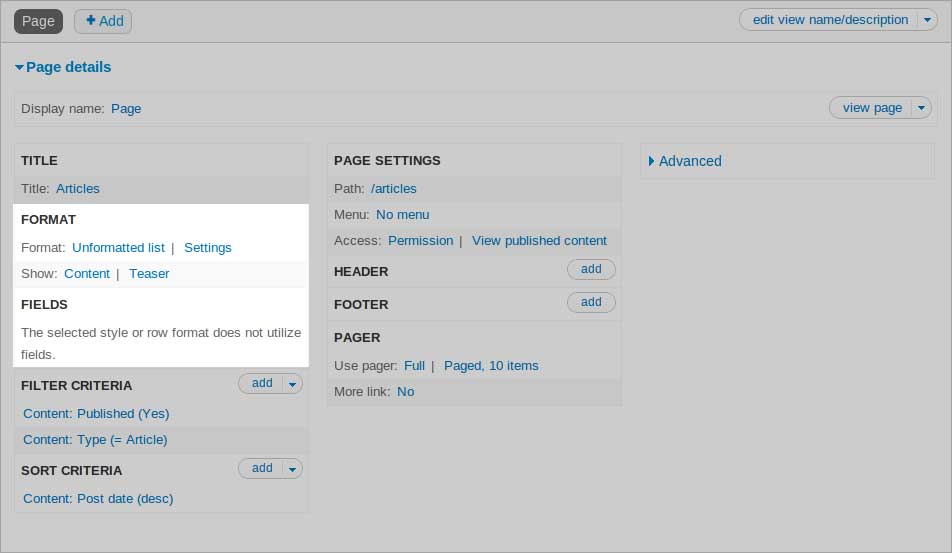 Page
Add
edit view name/description
Page details
Display name: Page
view page
TITLE
Title: Articles
FORMAT
Format: Unformatted list | Settings
Show: Content | Teaser
FIELDS
The selected style or row format does not utilize
fields.
FILTER CRITERIA
add
Content: Published (Yes)
Content: Type (= Article)
SORT CRITERIA
add
Content: Post date (desc)
PAGE SETTINGS
Path: /articles
Menu: No menu
Access: Permission | View published content
HEADER
add
FOOTER
add
PAGER
Use pager: Full | Paged, 10 items
More link: No
Advanced